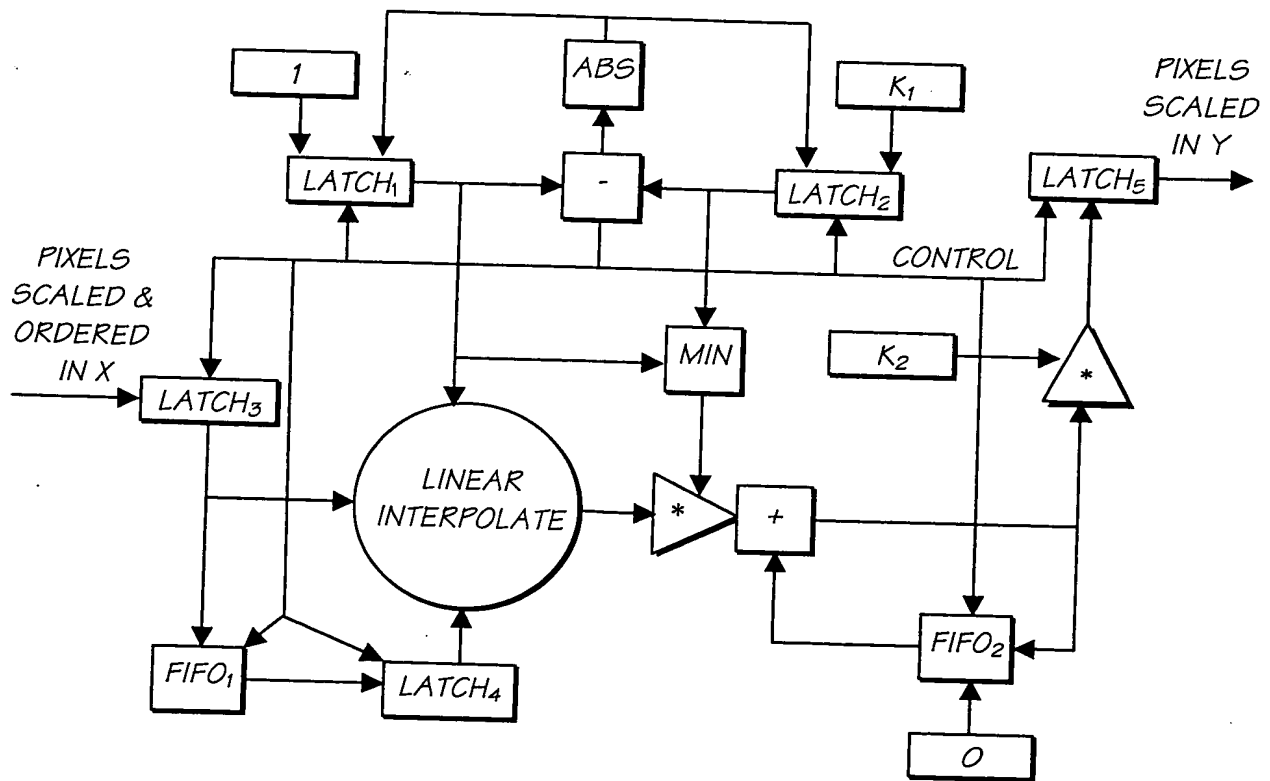 ABS
1
K₁
PIXELS
SCALED
IN Y
LATCH₁
-
LATCH₂
LATCH₅
CONTROL
PIXELS
SCALED &
ORDERED
IN X
MIN
K₂
*
LATCH₃
LINEAR
INTERPOLATE
*
+
FIFO₁
LATCH₄
FIFO₂
0